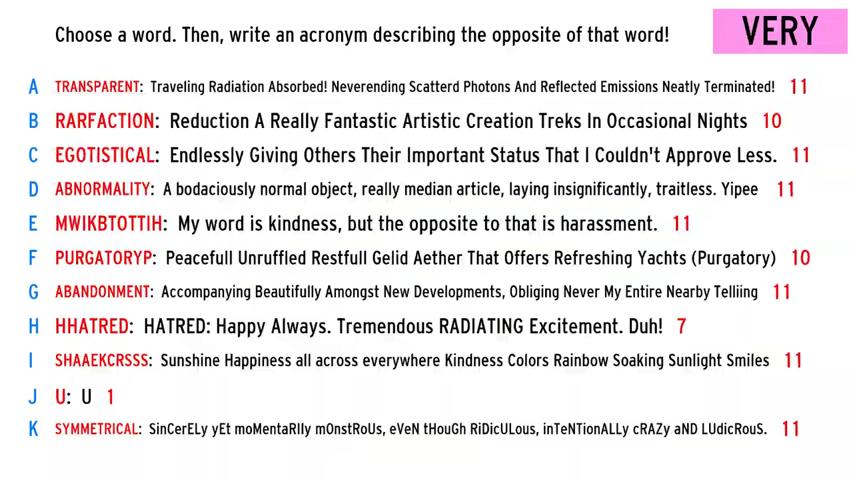 Choose a word. Then, write an acronym describing the opposite of that word!
VERY
A TRANSPARENT: Traveling Radiation Absorbed! Neverending Scatterd Photons And Reflected Emissions Neatly Terminated! 11
B RARFACTION: Reduction A Really Fantastic Artistic Creation Treks In Occasional Nights 10
C EGOTISTICAL: Endlessly Giving Others Their Important Status That I Couldn't Approve Less. 11
D ABNORMALITY: A bodaciously normal object, really median article, laying insignificantly, traitless. Yipee 11
E MWIKBTOTTIH: My word is kindness, but the opposite to that is harassment. 11
F PURGATORYP: Peacefull Unruffled Restfull Gelid Aether That Offers Refreshing Yachts (Purgatory) 10
G ABANDONMENT: Accompanying Beautifully Amongst New Developments, Obliging Never My Entire Nearby Telliing 11
H HHATRED: HATRED: Happy Always. Tremendous RADIATING Excitement. Duh! 7
I SHAAEKCRSSS: Sunshine Happiness all across everywhere Kindness Colors Rainbow Soaking Sunlight Smiles 11
J U: U 1
K SYMMETRICAL: SinCerELy yEt moMentaRIly mOnstRoUs, eVeN tHouGh RiDicULous, inTeNTionALLy cRAZy aND LUdicRouS. 11